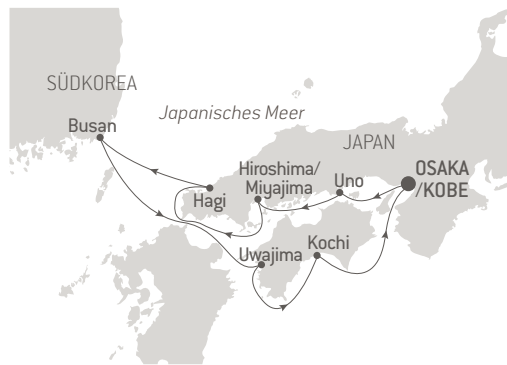 SÜDKOREA
Busan
Japanisches Meer
JAPAN
Hiroshima/
Miyajima
Hagi
Uno
OSAKA
/KOBE
Uwajima
Kochi